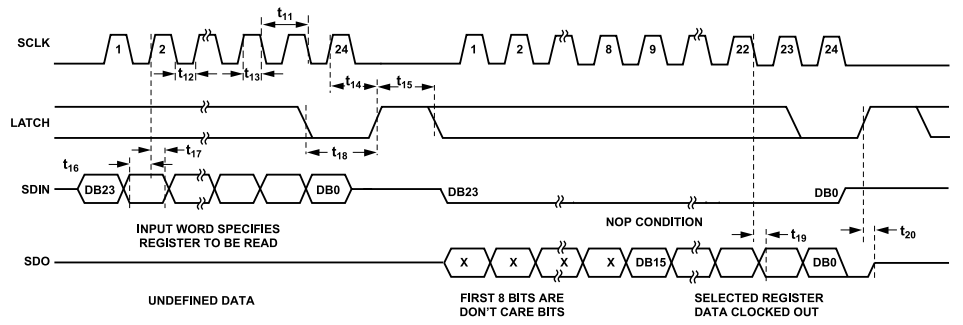 t11
SCLK
1
2
24
1
2
8
9
22
23
24
t12
t13
t14
t15
LATCH
t16
t17
t18
SDIN
DB23
DB0
DB23
DB0
INPUT WORD SPECIFIES
REGISTER TO BE READ
NOP CONDITION
t19
t20
SDO
X
X
X
X
DB15
DB0
UNDEFINED DATA
FIRST 8 BITS ARE
DON'T CARE BITS
SELECTED REGISTER
DATA CLOCKED OUT